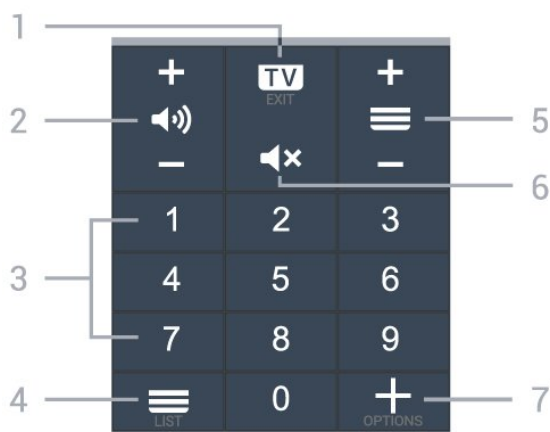 1
+ TV +
EXIT
2 5
− −
6
1 2 3
3
4 5 6
7 8 9
4 0 + 7
LIST OPTIONS